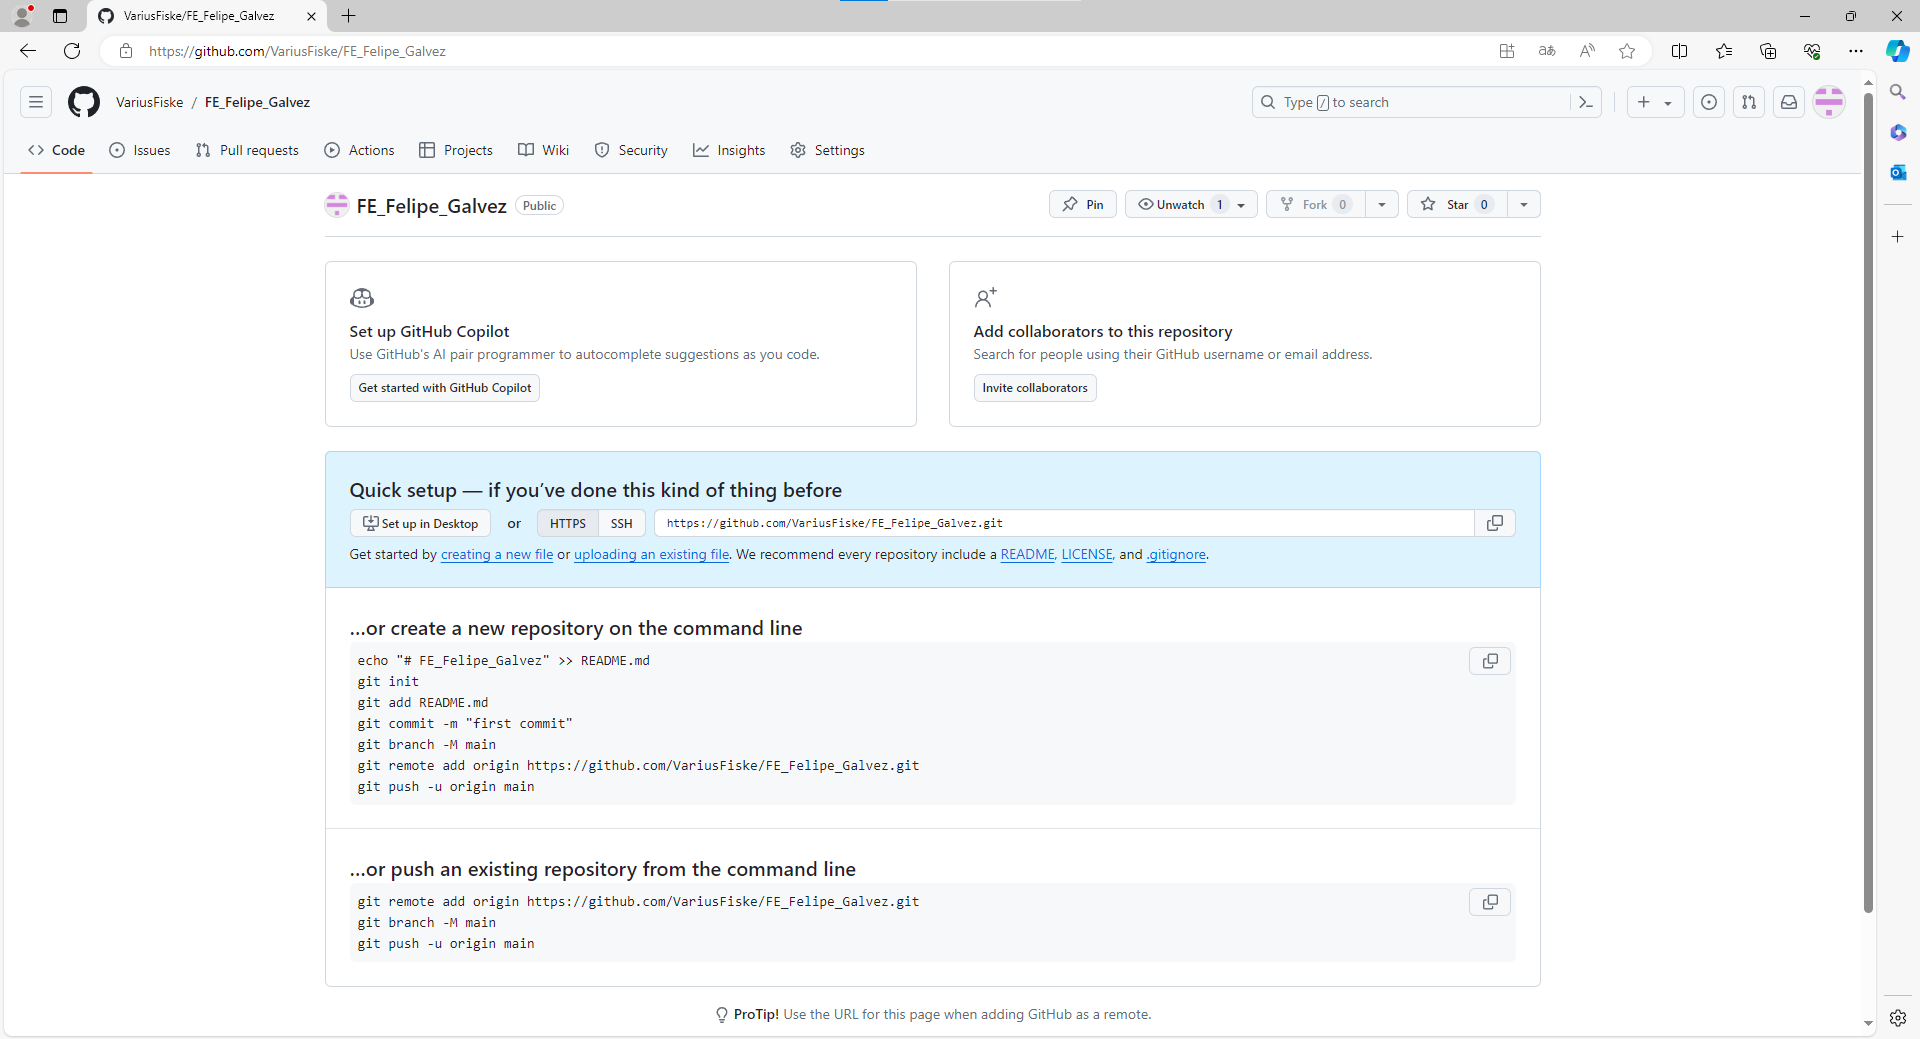 VariusFiske/FE_Felipe_Galvez
https://github.com/VariusFiske/FE_Felipe_Galvez
VariusFiske / FE_Felipe_Galvez
Type / to search
Code Issues Pull requests Actions Projects Wiki Security Insights Settings
FE_Felipe_Galvez Public
Pin Unwatch 1 Fork 0 Star 0
Set up GitHub Copilot
Use GitHub's AI pair programmer to autocomplete suggestions as you code.
Get started with GitHub Copilot
Add collaborators to this repository
Search for people using their GitHub username or email address.
Invite collaborators
Quick setup — if you’ve done this kind of thing before
Set up in Desktop or HTTPS SSH https://github.com/VariusFiske/FE_Felipe_Galvez.git
Get started by creating a new file or uploading an existing file. We recommend every repository include a README, LICENSE, and .gitignore.
…or create a new repository on the command line
echo "# FE_Felipe_Galvez" >> README.md
git init
git add README.md
git commit -m "first commit"
git branch -M main
git remote add origin https://github.com/VariusFiske/FE_Felipe_Galvez.git
git push -u origin main
…or push an existing repository from the command line
git remote add origin https://github.com/VariusFiske/FE_Felipe_Galvez.git
git branch -M main
git push -u origin main
ProTip! Use the URL for this page when adding GitHub as a remote.